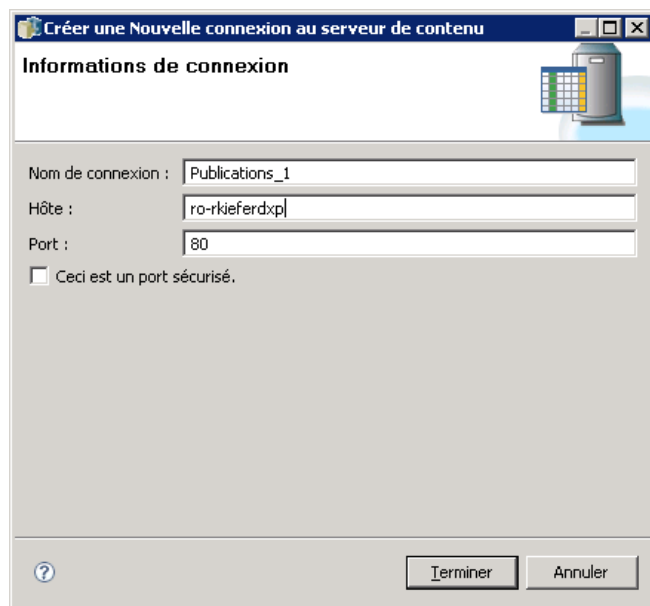 Créer une Nouvelle connexion au serveur de contenu
Informations de connexion
Nom de connexion : Publications_1
Hôte : ro-rkieferdxp
Port : 80
Ceci est un port sécurisé.
?
Terminer Annuler